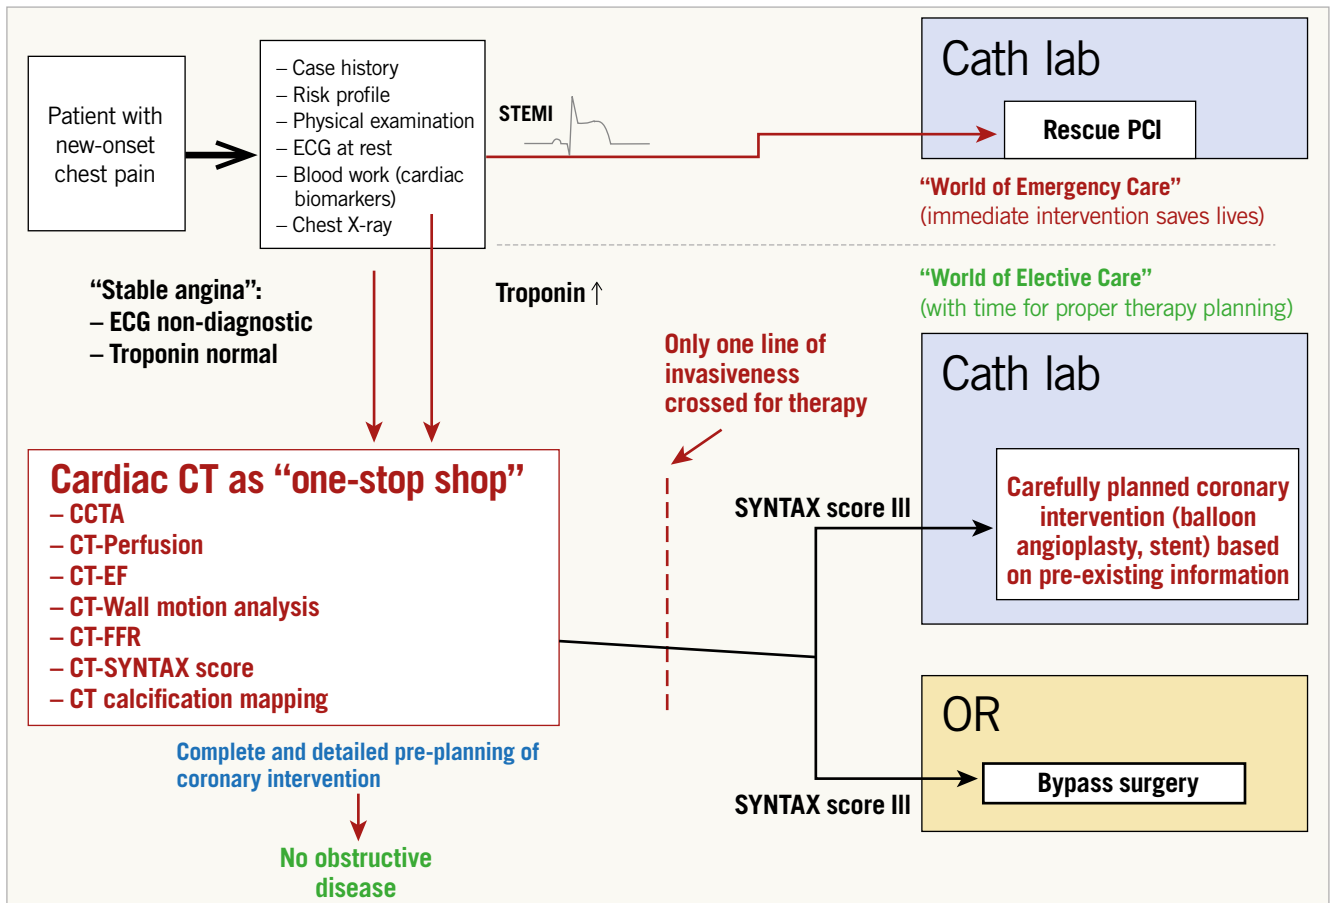 Patient with
new-onset
chest pain
– Case history
– Risk profile
– Physical examination
– ECG at rest
– Blood work (cardiac
biomarkers)
– Chest X-ray
STEMI
Cath lab
Rescue PCI
“World of Emergency Care”
(immediate intervention saves lives)
“Stable angina”:
– ECG non-diagnostic
– Troponin normal
Troponin ↑
“World of Elective Care”
(with time for proper therapy planning)
Only one line of
invasiveness
crossed for therapy
Cardiac CT as “one-stop shop”
– CCTA
– CT-Perfusion
– CT-EF
– CT-Wall motion analysis
– CT-FFR
– CT-SYNTAX score
– CT calcification mapping
Complete and detailed pre-planning of
coronary intervention
No obstructive
disease
SYNTAX score III
Cath lab
Carefully planned coronary
intervention (balloon
angioplasty, stent) based
on pre-existing information
SYNTAX score III
OR
Bypass surgery